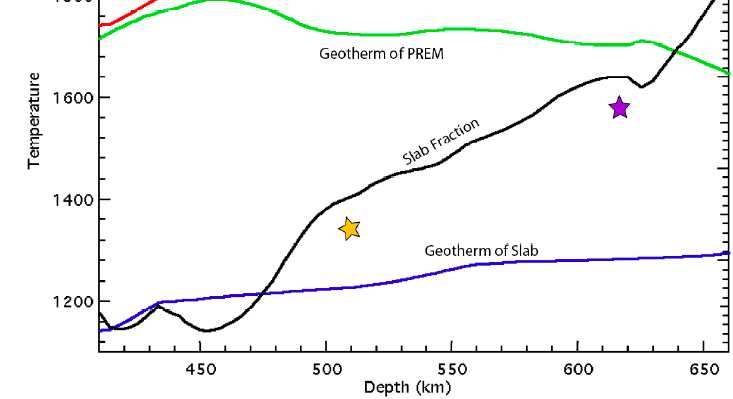 Geotherm of PREM
1600
Temperature
Slab Fraction
1400
Geotherm of Slab
1200
450 500 550 600 650
Depth (km)